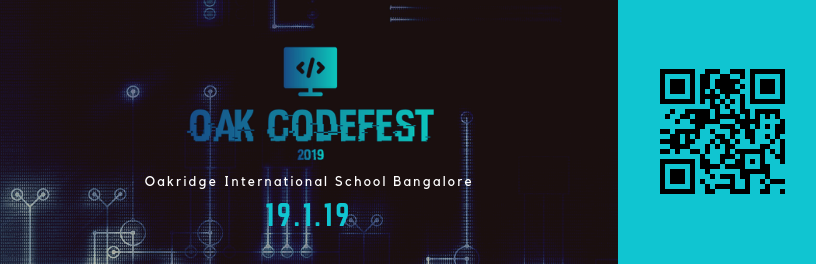 </>
OAK CODEFEST
2019
Oakridge International School Bangalore
19.1.19